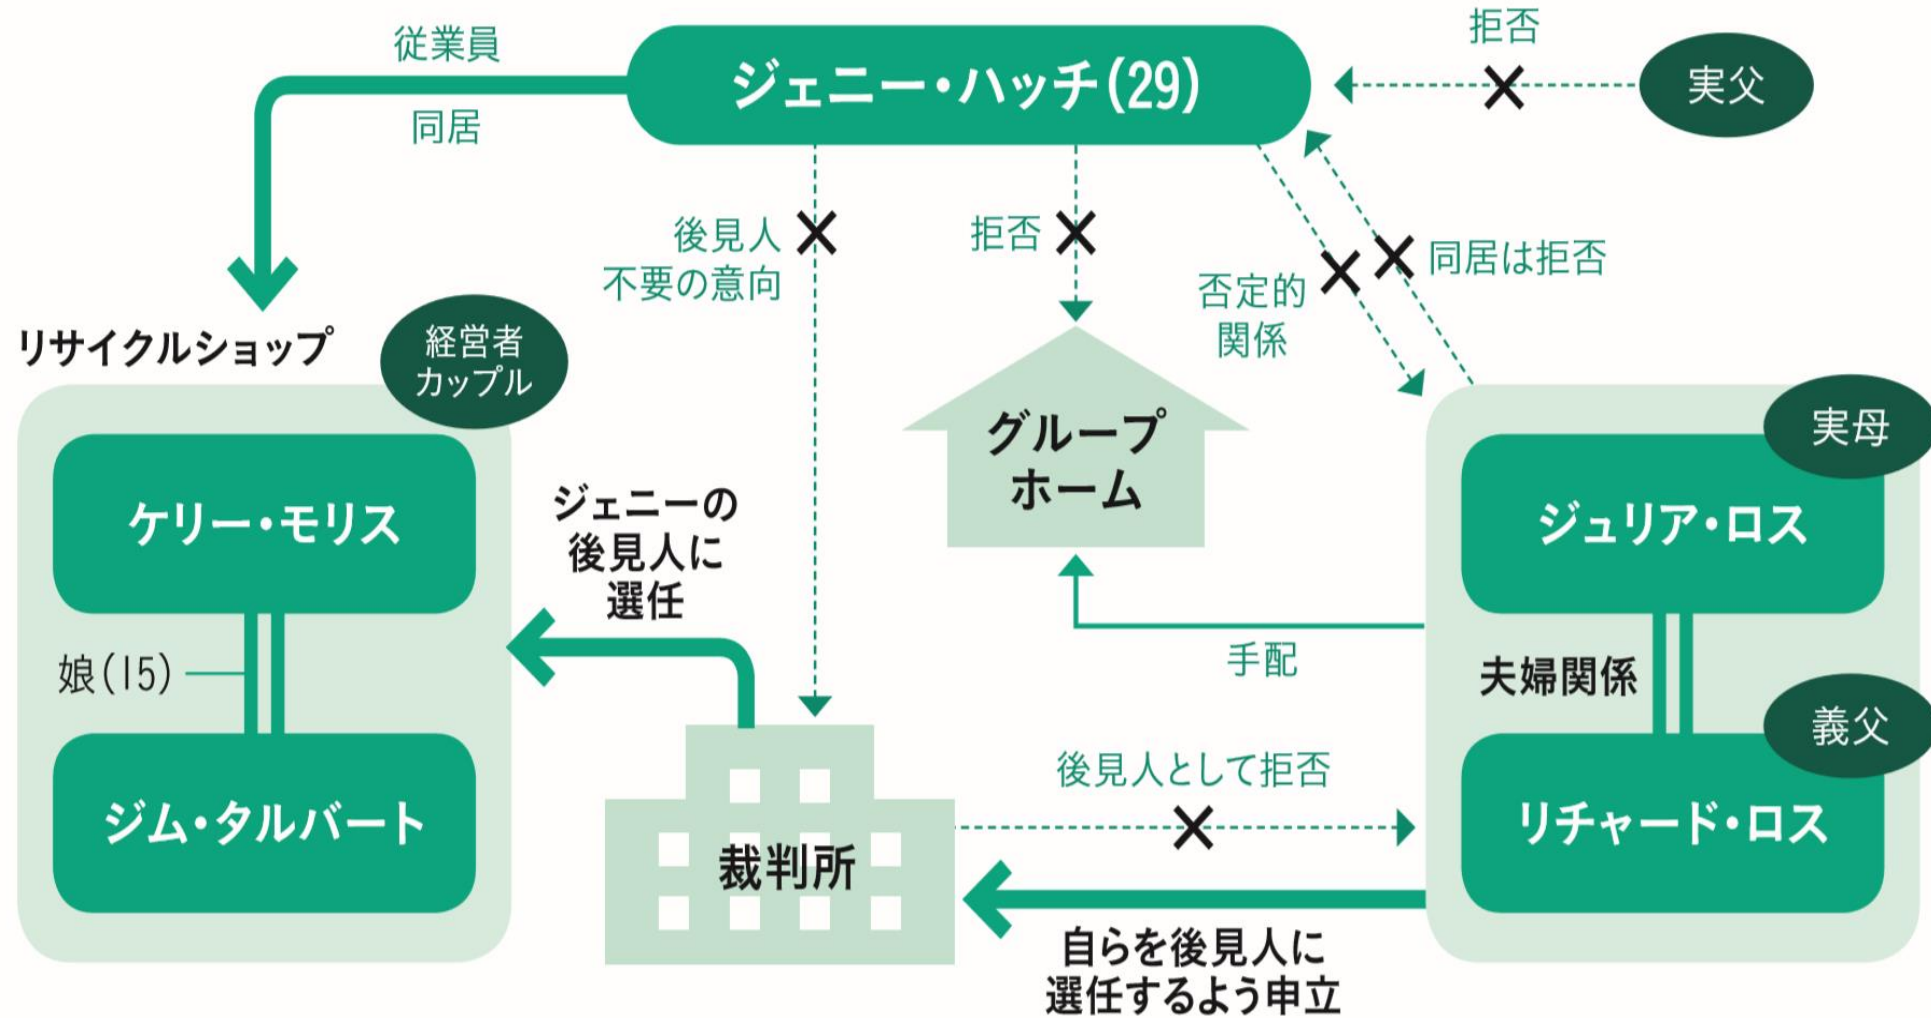 従業員
同居
ジェニー・ハッチ(29)
拒否
実父
後見人
不要の意向
拒否
否定的
関係
同居は拒否
リサイクルショップ
経営者
カップル
ケリー・モリス
娘(15)
ジム・タルバート
ジェニーの
後見人に
選任
グループ
ホーム
手配
実母
ジュリア・ロス
夫婦関係
義父
リチャード・ロス
裁判所
後見人として拒否
自らを後見人に
選任するよう申立